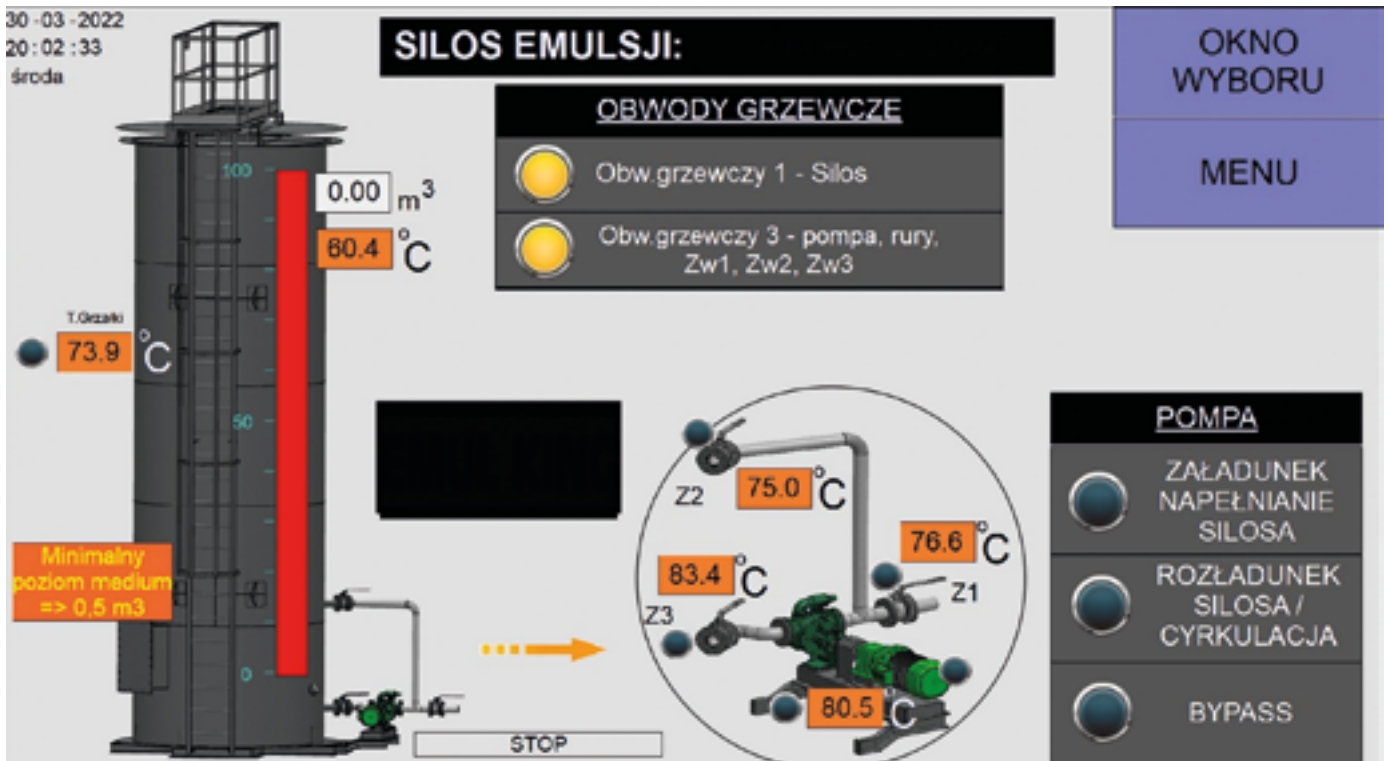 30-03-2022
20:02:33
środa
SILOS EMULSJI:
OKNO
WYBORU
MENU
OBWODY GRZEWCZE
Obw.grzewczy 1 - Silos
Obw.grzewczy 3 - pompa, rury,
Zw1, Zw2, Zw3
100
0.00 m³
60.4 °C
T.Grzałki
73.9 °C
50
Minimalny
poziom medium
=> 0,5 m3
0
Z2
75.0 °C
76.6 °C
Z1
83.4 °C
Z3
80.5 °C
STOP
POMPA
ZAŁADUNEK
NAPEŁNIANIE
SILOSA
ROZŁADUNEK
SILOSA /
CYRKULACJA
BYPASS